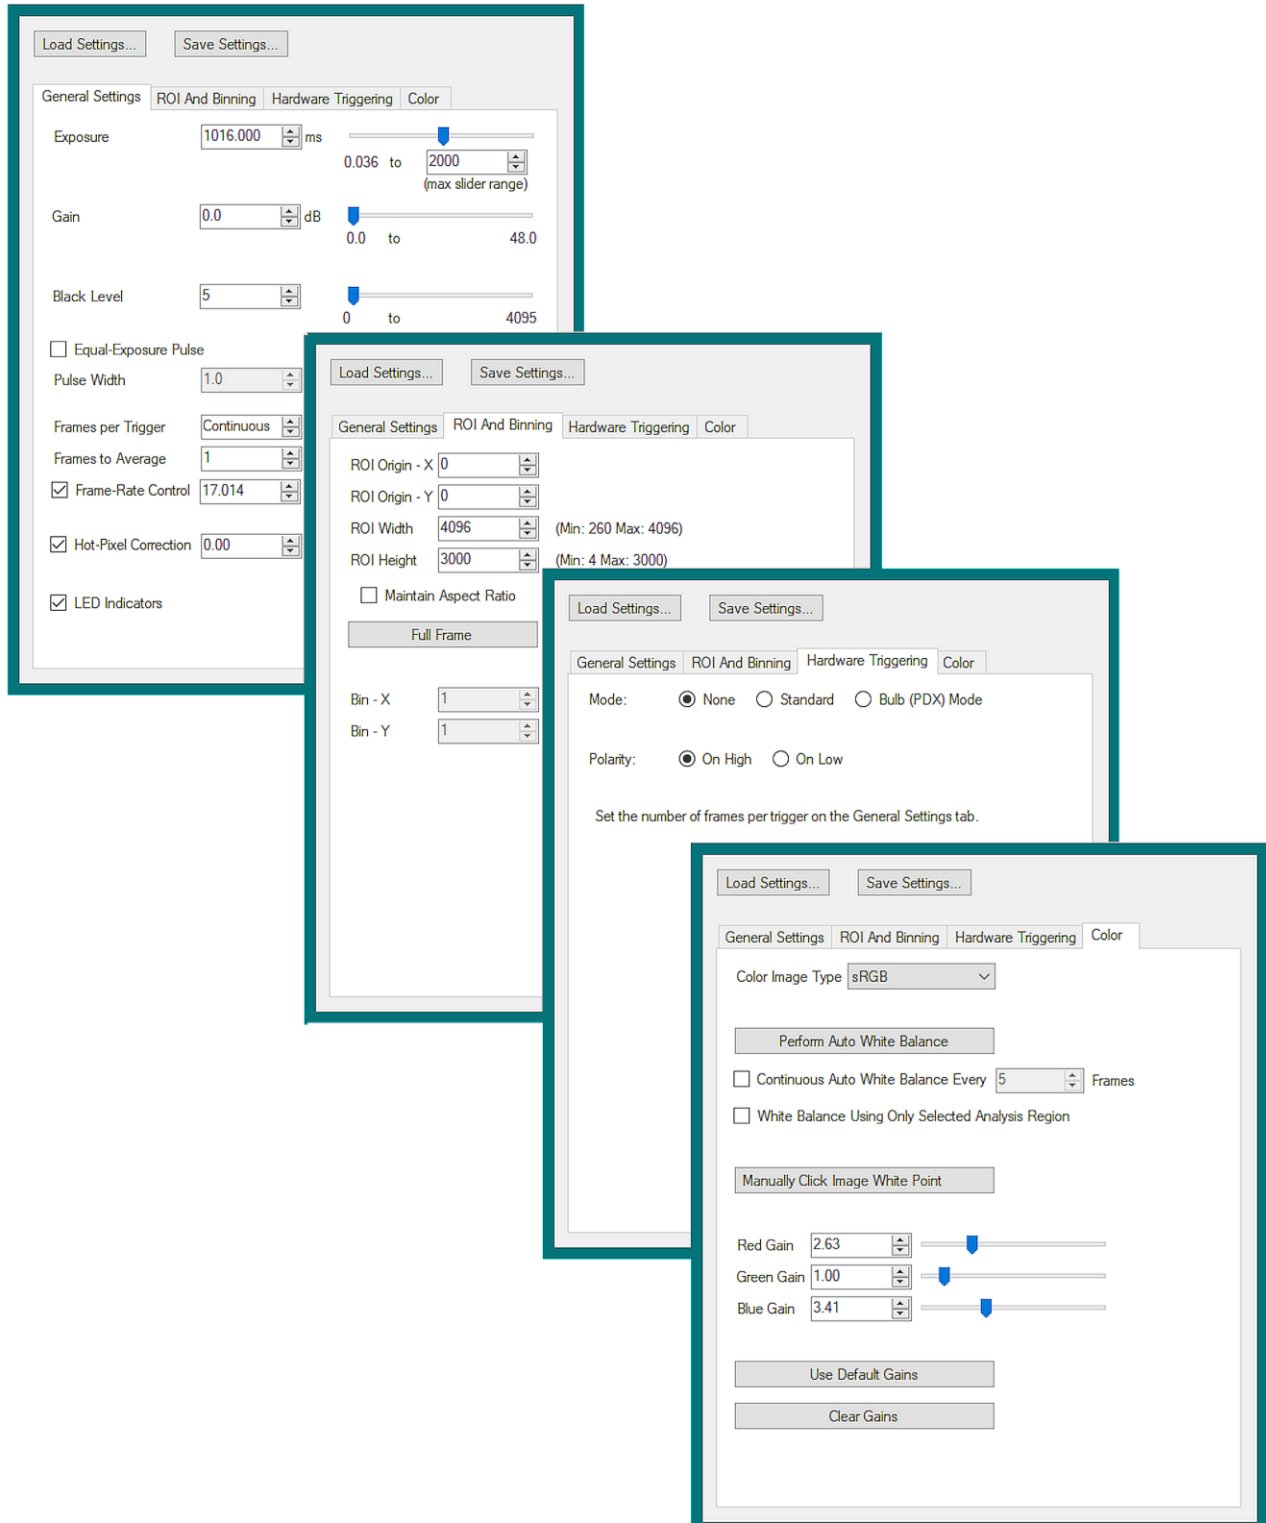 Load Settings... Save Settings...
General Settings ROI And Binning Hardware Triggering Color
Exposure 1016.000 ms
0.036 to 2000
(max slider range)
Gain 0.0 dB
0.0 to 48.0
Black Level 5
0 to 4095
Equal-Exposure Pulse
Pulse Width 1.0
Frames per Trigger Continuous
Frames to Average 1
Frame-Rate Control 17.014
Hot-Pixel Correction 0.00
LED Indicators
Load Settings... Save Settings...
General Settings ROI And Binning Hardware Triggering Color
ROI Origin - X 0
ROI Origin - Y 0
ROI Width 4096 (Min: 260 Max: 4096)
ROI Height 3000 (Min: 4 Max: 3000)
Maintain Aspect Ratio
Full Frame
Bin - X 1
Bin - Y 1
Load Settings... Save Settings...
General Settings ROI And Binning Hardware Triggering Color
Mode: None Standard Bulb (PDX) Mode
Polarity: On High On Low
Set the number of frames per trigger on the General Settings tab.
Load Settings... Save Settings...
General Settings ROI And Binning Hardware Triggering Color
Color Image Type sRGB
Perform Auto White Balance
Continuous Auto White Balance Every 5 Frames
White Balance Using Only Selected Analysis Region
Manually Click Image White Point
Red Gain 2.63
Green Gain 1.00
Blue Gain 3.41
Use Default Gains
Clear Gains